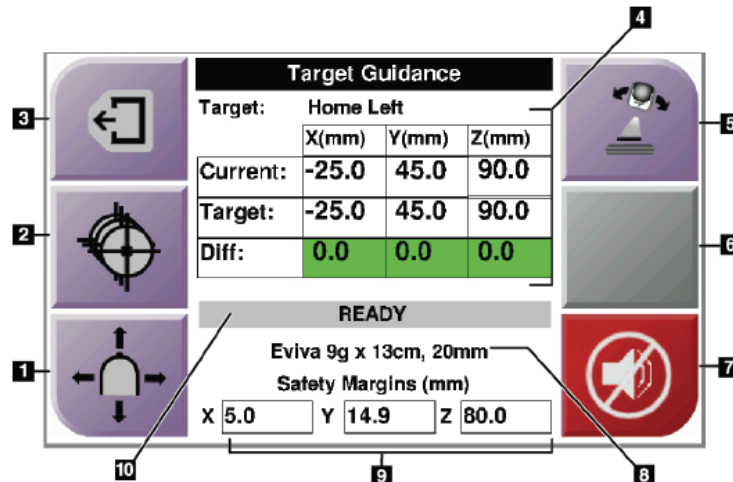 4
Target Guidance
Target: Home Left
X(mm) Y(mm) Z(mm)
Current: -25.0 45.0 90.0
Target: -25.0 45.0 90.0
Diff: 0.0 0.0 0.0
READY
Eviva 9g x 13cm, 20mm
Safety Margins (mm)
X 5.0 Y 14.9 Z 80.0
3
2
1
5
6
7
10
9
8